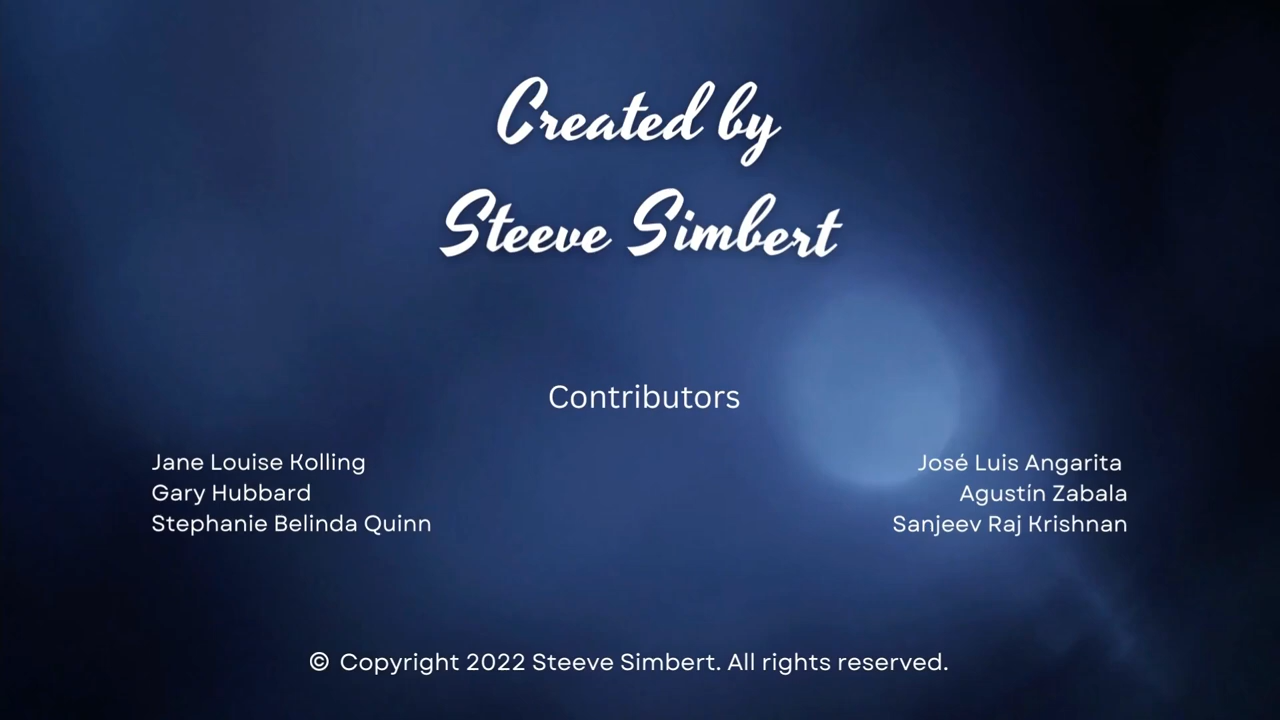 Created by
Steeve Simbert
Contributors
Jane Louise Kolling
Gary Hubbard
Stephanie Belinda Quinn
José Luis Angarita
Agustín Zabala
Sanjeev Raj Krishnan
© Copyright 2022 Steeve Simbert. All rights reserved.